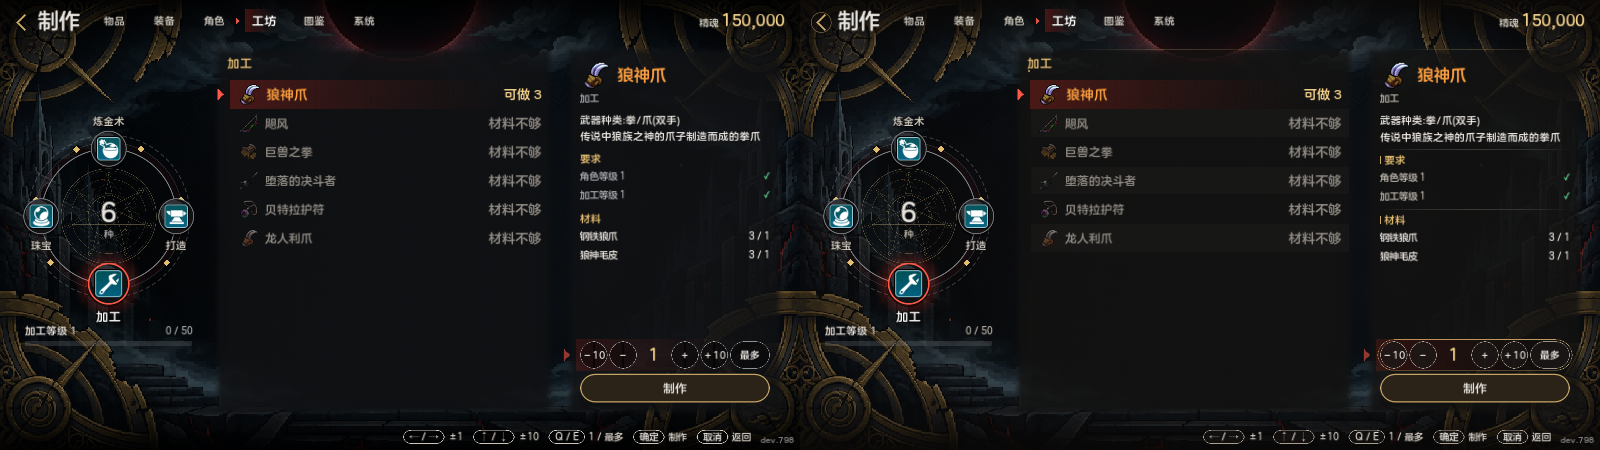 制作 物品 装备 角色 工坊 图鉴 系统 精魂 150,000
加工
狼神爪 可做 3
飓风 材料不够
巨兽之拳 材料不够
堕落的决斗者 材料不够
贝特拉护符 材料不够
龙人利爪 材料不够
炼金术
珠宝
6
种
打造
加工
加工等级 1 0 / 50
狼神爪
加工
武器种类:拳/爪(双手)
传说中狼族之神的爪子制造而成的拳爪
要求
角色等级 1 ✓
加工等级 1 ✓
材料
钢铁狼爪 3 / 1
狼神毛皮 3 / 1
-10 - 1 + +10 最多
制作
←/→ ±1 ↑/↓ ±10 Q/E 1/最多 确定 制作 取消 返回 dev.798
制作 物品 装备 角色 工坊 图鉴 系统 精魂 150,000
加工
狼神爪 可做 3
飓风 材料不够
巨兽之拳 材料不够
堕落的决斗者 材料不够
贝特拉护符 材料不够
龙人利爪 材料不够
炼金术
珠宝
6
种
打造
加工
加工等级 1 0 / 50
狼神爪
加工
武器种类:拳/爪(双手)
传说中狼族之神的爪子制造而成的拳爪
要求
角色等级 1 ✓
加工等级 1 ✓
材料
钢铁狼爪 3 / 1
狼神毛皮 3 / 1
-10 - 1 + +10 最多
制作
←/→ ±1 ↑/↓ ±10 Q/E 1/最多 确定 制作 取消 返回 dev.798